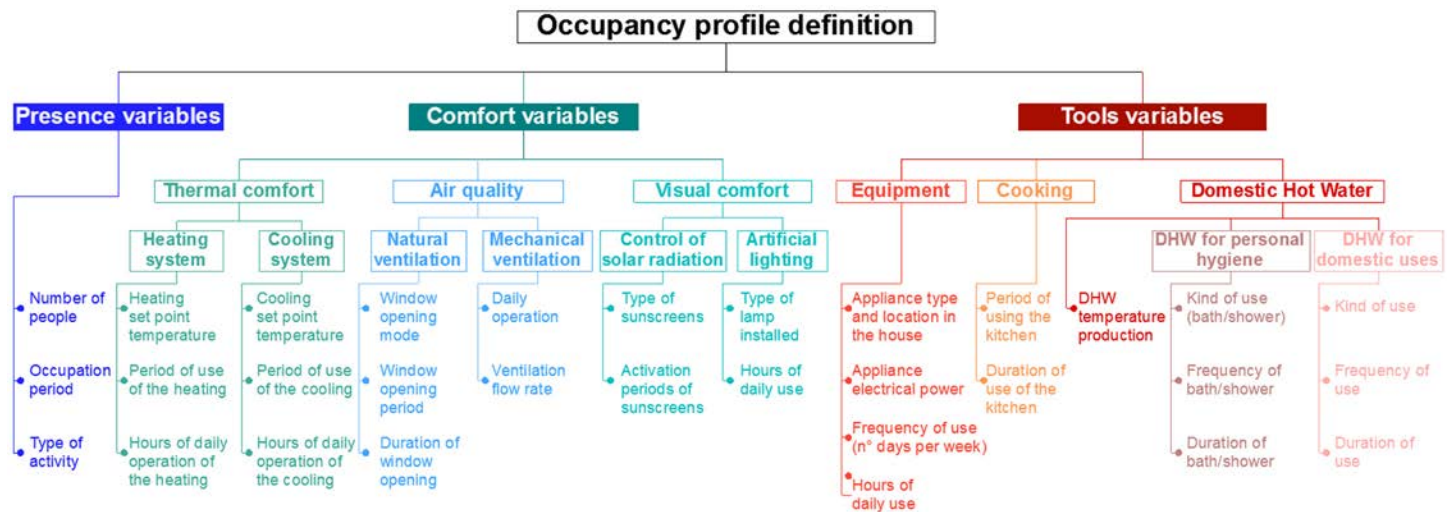 Occupancy profile definition
Presence variables
Comfort variables
Tools variables
Thermal comfort
Air quality
Visual comfort
Equipment
Cooking
Domestic Hot Water
Heating
system
Cooling
system
Natural
ventilation
Mechanical
ventilation
Control of
solar radiation
Artificial
lighting
DHW for personal
hygiene
DHW for
domestic uses
Number of
people
Occupation
period
Type of
activity
Heating
set point
temperature
Period of use
of the heating
Hours of daily
operation of
the heating
Cooling
set point
temperature
Period of use
of the cooling
Hours of daily
operation of
the cooling
Window
opening
mode
Window
opening
period
Duration of
window
opening
Daily
operation
Ventilation
flow rate
Type of
sunscreens
Activation
periods of
sunscreens
Type of
lamp
installed
Hours of
daily use
Appliance type
and location in
the house
Appliance
electrical power
Frequency of use
(n° days per week)
Hours of
daily use
Period of
using the
kitchen
Duration of
use of the
kitchen
DHW
temperature
production
Kind of use
(bath/shower)
Frequency of
bath/shower
Duration of
bath/shower
Kind of use
Frequency of
use
Duration of
use